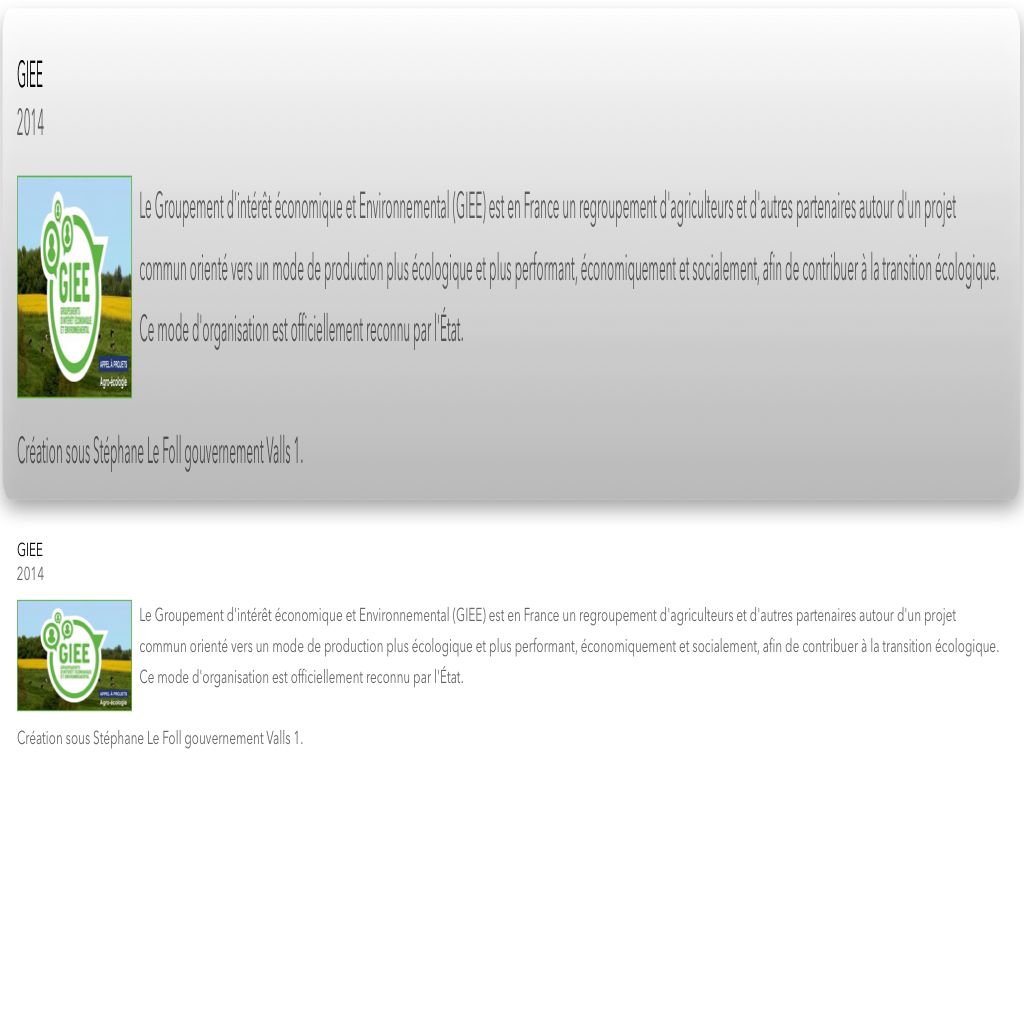 GIEE
2014
GIEE
GROUPEMENTS
D'INTÉRÊT ÉCONOMIQUE
ET ENVIRONNEMENTAL
APPEL À PROJETS
Agro-écologie
Le Groupement d'intérêt économique et Environnemental (GIEE) est en France un regroupement d'agriculteurs et d'autres partenaires autour d'un projet
commun orienté vers un mode de production plus écologique et plus performant, économiquement et socialement, afin de contribuer à la transition écologique.
Ce mode d'organisation est officiellement reconnu par l'État.
Création sous Stéphane Le Foll gouvernement Valls 1.
GIEE
2014
GIEE
GROUPEMENTS
D'INTÉRÊT ÉCONOMIQUE
ET ENVIRONNEMENTAL
APPEL À PROJETS
Agro-écologie
Le Groupement d'intérêt économique et Environnemental (GIEE) est en France un regroupement d'agriculteurs et d'autres partenaires autour d'un projet
commun orienté vers un mode de production plus écologique et plus performant, économiquement et socialement, afin de contribuer à la transition écologique.
Ce mode d'organisation est officiellement reconnu par l'État.
Création sous Stéphane Le Foll gouvernement Valls 1.